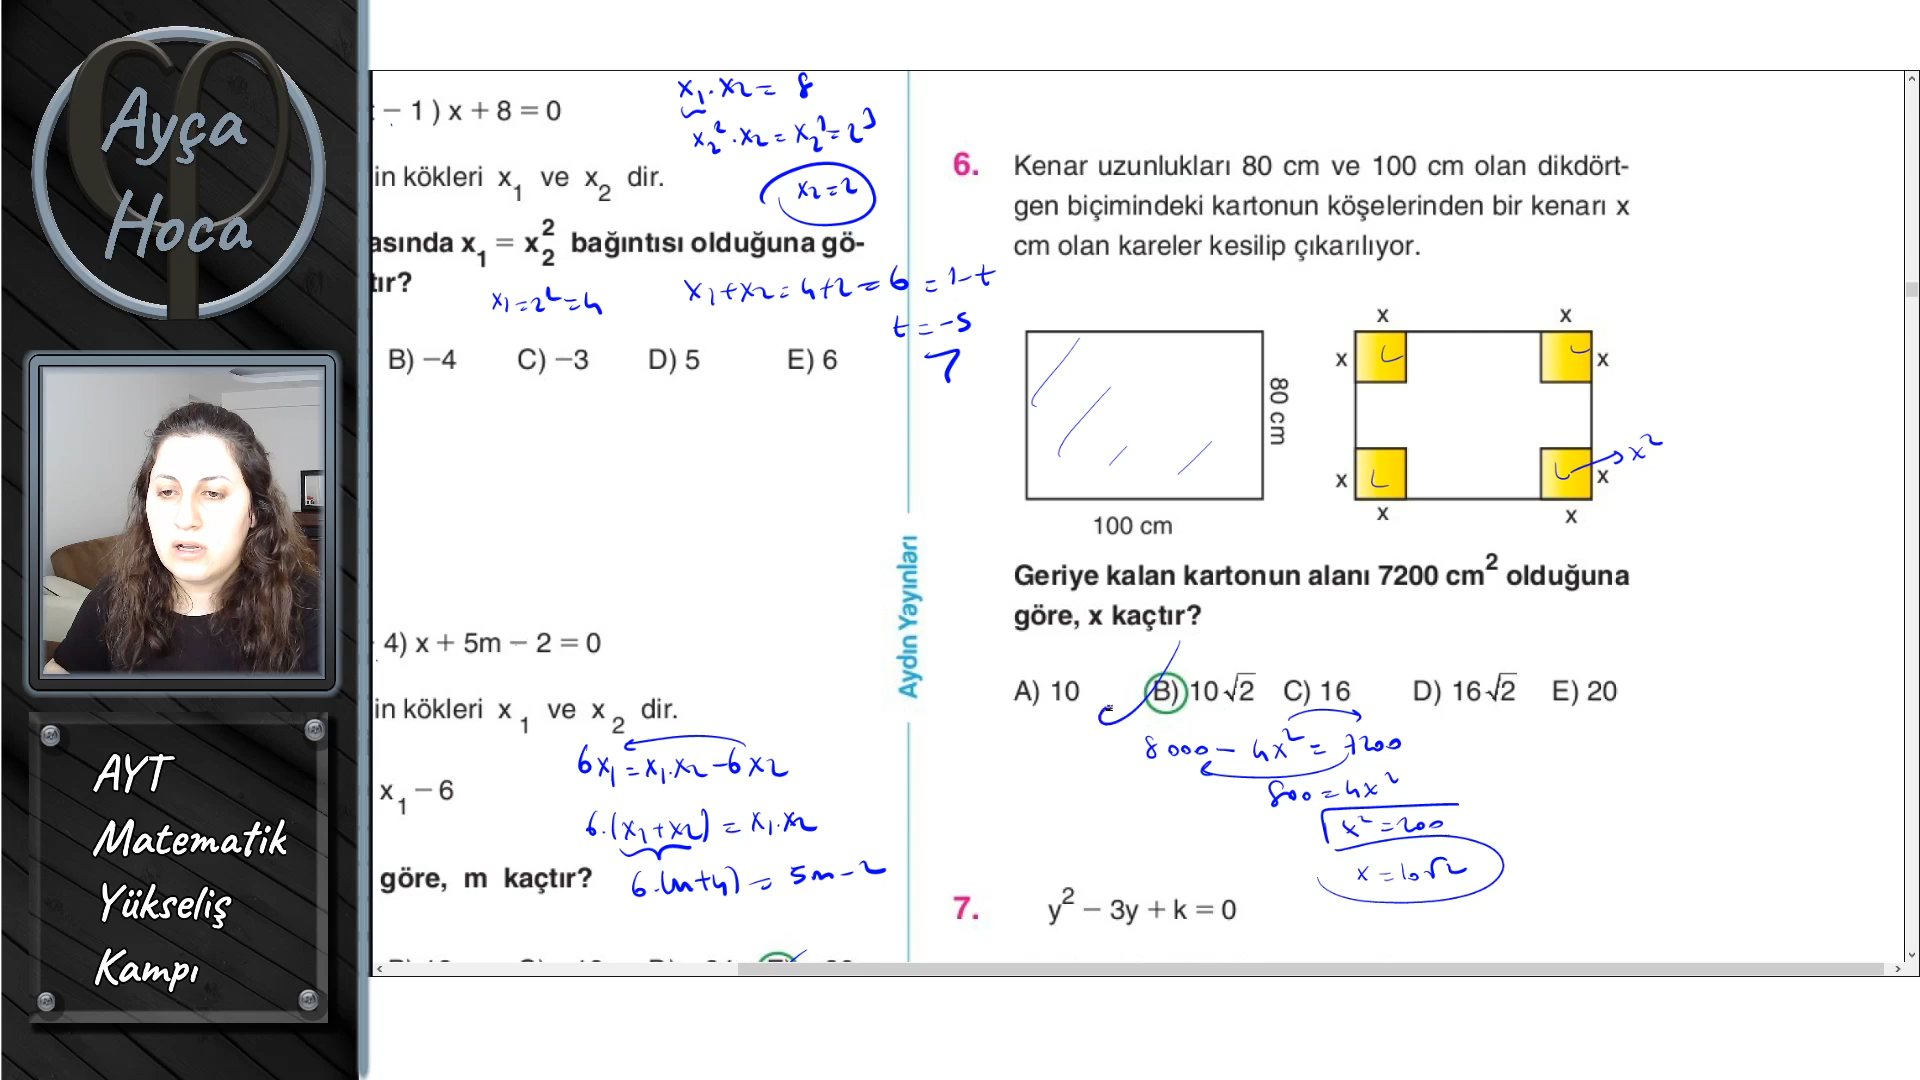 Ayça
Hoca
AYT
Matematik
Yükseliş
Kampı
− 1 ) x + 8 = 0
in kökleri x₁ ve x₂ dir.
asında x₁ = x₂² bağıntısı olduğuna gö-
tır?
B) −4 C) −3 D) 5 E) 6
x₁.x₂ = 8
x₂².x₂ = x₂³ = 2³
x₂ = 2
x₁ = 2² = 4
x₁+x₂ = 4+2 = 6 = 1−t
t = −5
4) x + 5m − 2 = 0
in kökleri x₁ ve x₂ dir.
6x₁ = x₁.x₂ − 6x₂
x₁ − 6
6.(x₁+x₂) = x₁.x₂
göre, m kaçtır?
6.(m+4) = 5m−2
Aydın Yayınları
6. Kenar uzunlukları 80 cm ve 100 cm olan dikdört-
gen biçimindeki kartonun köşelerinden bir kenarı x
cm olan kareler kesilip çıkarılıyor.
80 cm
100 cm
x x
x x
x x
x x
x²
Geriye kalan kartonun alanı 7200 cm² olduğuna
göre, x kaçtır?
A) 10 B) 10√2 C) 16 D) 16√2 E) 20
8000 − 4x² = 7200
800 = 4x²
x² = 200
x = 10√2
7. y² − 3y + k = 0